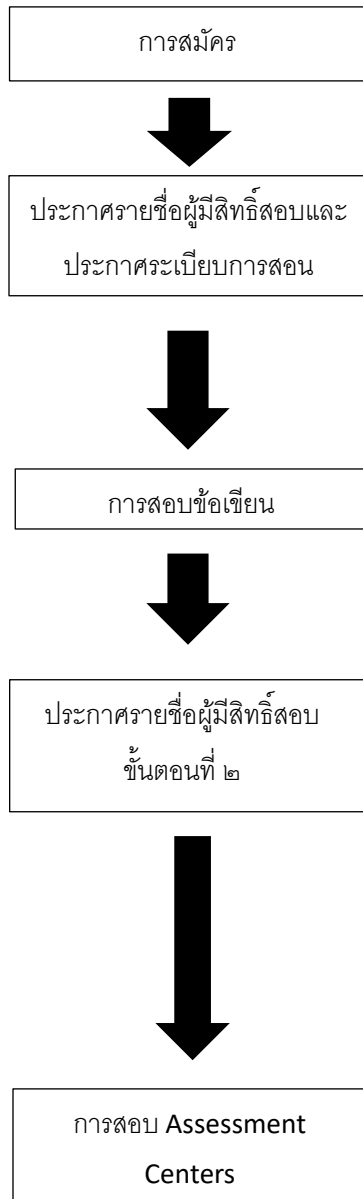 การสมัคร
ประกาศรายชื่อผู้มีสิทธิ์สอบและ
ประกาศระเบียบการสอน
การสอบข้อเขียน
ประกาศรายชื่อผู้มีสิทธิ์สอบ
ขั้นตอนที่ ๒
การสอบ Assessment
Centers